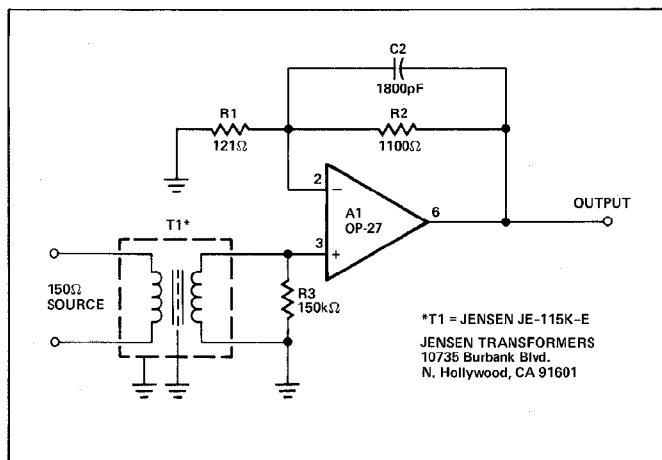 C2
1800pF
R1
121Ω
R2
1100Ω
2
−
A1
OP-27
6
OUTPUT
T1*
3
+
150Ω
SOURCE
R3
150kΩ
*T1 = JENSEN JE-115K-E
JENSEN TRANSFORMERS
10735 Burbank Blvd.
N. Hollywood, CA 91601